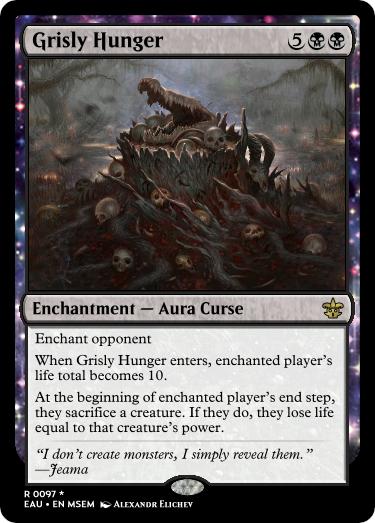 Grisly Hunger 5
Enchantment — Aura Curse
Enchant opponent
When Grisly Hunger enters, enchanted player's
life total becomes 10.
At the beginning of enchanted player's end step,
they sacrifice a creature. If they do, they lose life
equal to that creature's power.
“I don't create monsters, I simply reveal them.”
—Jeama
R 0097 *
EAU • EN MSEM Alexandr Elichev